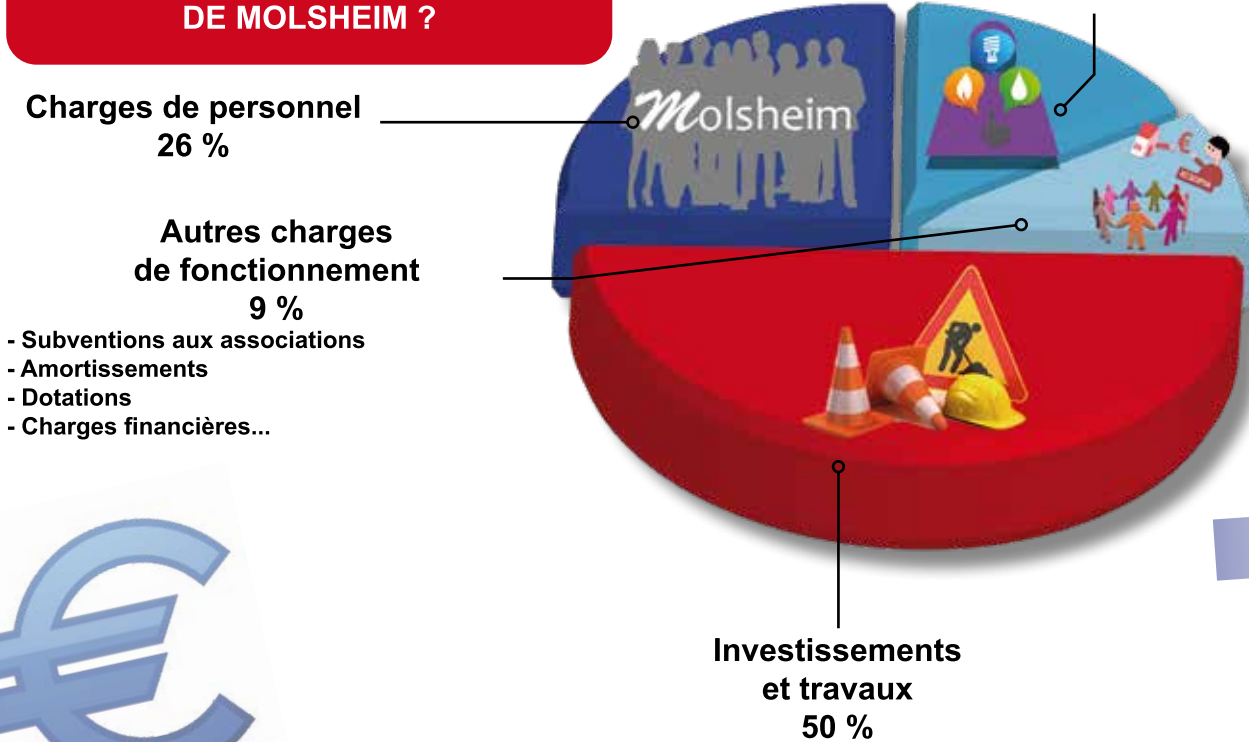 DE MOLSHEIM ?
Charges de personnel
26 %
Molsheim
Autres charges
de fonctionnement
9 %
- Subventions aux associations
- Amortissements
- Dotations
- Charges financières...
Investissements
et travaux
50 %